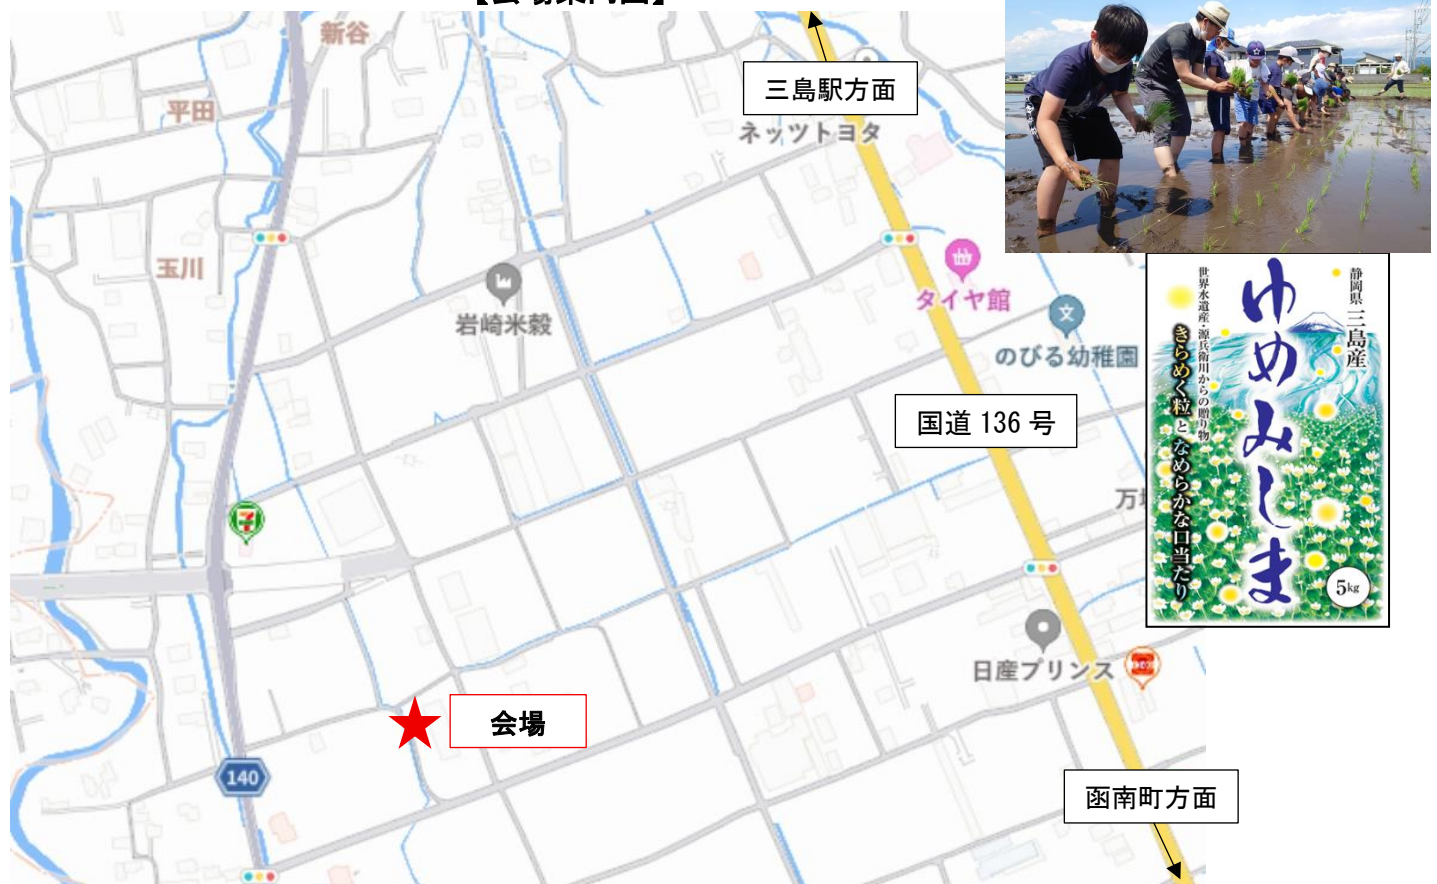 新谷
平田
三島駅方面
ネッツトヨタ
玉川
タイヤ館
岩崎米穀
文
のびる幼稚園
国道 136 号
7
日産プリンス
会場
140
函南町方面
静岡県 三島産
ゆめみしま
世界水遺産・源兵衛川からの贈り物
きらめく粒と なめらかな口当たり
5kg